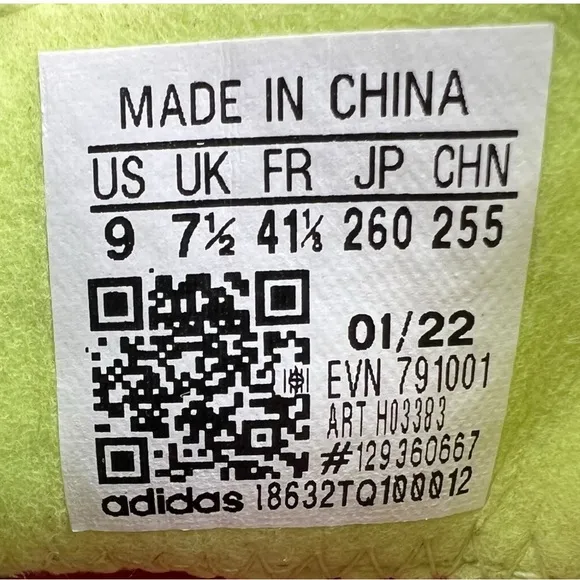 MADE IN CHINA
US UK FR JP CHN
9 7½ 41⅓ 260 255
01/22
EVN 791001
ART H03383
#129360667
adidas 18632TQ100012